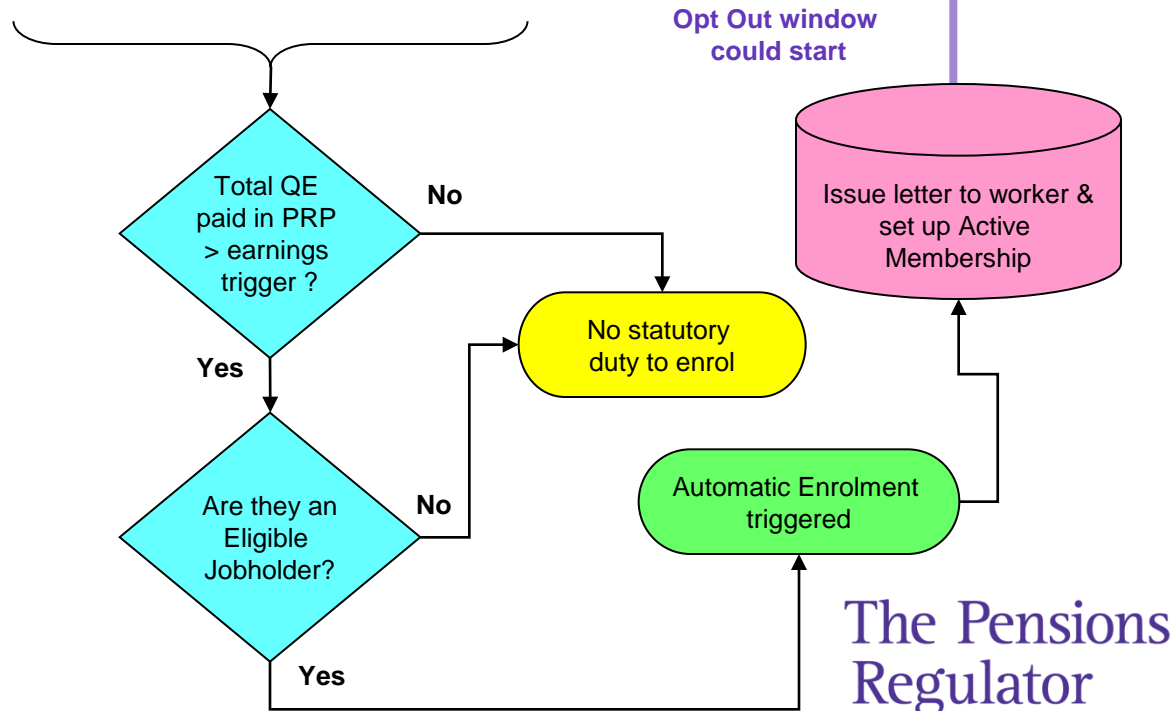 Opt Out window
could start
Total QE
paid in PRP
> earnings
trigger ?
No
Issue letter to worker &
set up Active
Membership
No statutory
duty to enrol
Yes
Are they an
Eligible
Jobholder?
No
Automatic Enrolment
triggered
Yes
The Pensions
Regulator